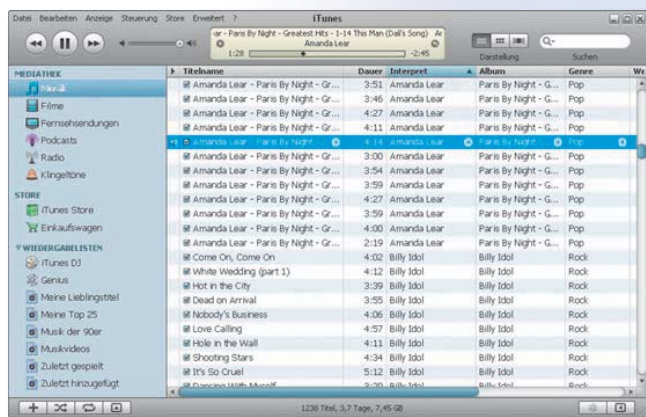 Datei Bearbeiten Anzeige Steuerung Store Erweitert ? iTunes
ar - Paris By Night - Greatest Hits - 1-14 This Man (Dali's Song) Ar
Amanda Lear
1:28 -2:45
Darstellung Suchen
MEDIATHEK
Musik
Filme
Fernsehsendungen
Podcasts
Radio
Klingeltöne
STORE
iTunes Store
Einkaufswagen
WIEDERGABELISTEN
iTunes DJ
Genius
Meine Lieblingstitel
Meine Top 25
Musik der 90er
Musikvideos
Zuletzt gespielt
Zuletzt hinzugefügt
Titelname Dauer Interpret Album Genre We
Amanda Lear - Paris By Night - Gr... 3:51 Amanda Lear Paris By Night - G... Pop
Amanda Lear - Paris By Night - Gr... 3:46 Amanda Lear Paris By Night - G... Pop
Amanda Lear - Paris By Night - Gr... 4:27 Amanda Lear Paris By Night - G... Pop
Amanda Lear - Paris By Night - Gr... 4:11 Amanda Lear Paris By Night - G... Pop
Amanda Lear - Paris By Night 4:14 Amanda Lear Paris By Night Pop
Amanda Lear - Paris By Night - Gr... 3:00 Amanda Lear Paris By Night - G... Pop
Amanda Lear - Paris By Night - Gr... 3:54 Amanda Lear Paris By Night - G... Pop
Amanda Lear - Paris By Night - Gr... 3:59 Amanda Lear Paris By Night - G... Pop
Amanda Lear - Paris By Night - Gr... 4:27 Amanda Lear Paris By Night - G... Pop
Amanda Lear - Paris By Night - Gr... 3:59 Amanda Lear Paris By Night - G... Pop
Amanda Lear - Paris By Night - Gr... 4:00 Amanda Lear Paris By Night - G... Pop
Amanda Lear - Paris By Night - Gr... 2:19 Amanda Lear Paris By Night - G... Pop
Come On, Come On 4:02 Billy Idol Billy Idol Rock
White Wedding (part 1) 4:12 Billy Idol Billy Idol Rock
Hot in the City 3:39 Billy Idol Billy Idol Rock
Dead on Arrival 3:55 Billy Idol Billy Idol Rock
Nobody's Business 4:06 Billy Idol Billy Idol Rock
Love Calling 4:57 Billy Idol Billy Idol Rock
Hole in the Wall 4:11 Billy Idol Billy Idol Rock
Shooting Stars 4:34 Billy Idol Billy Idol Rock
It's So Cruel 5:12 Billy Idol Billy Idol Rock
Dancing With Myself 3:20 Billy Idol Billy Idol Rock
1238 Titel, 3,7 Tage, 7,45 GB